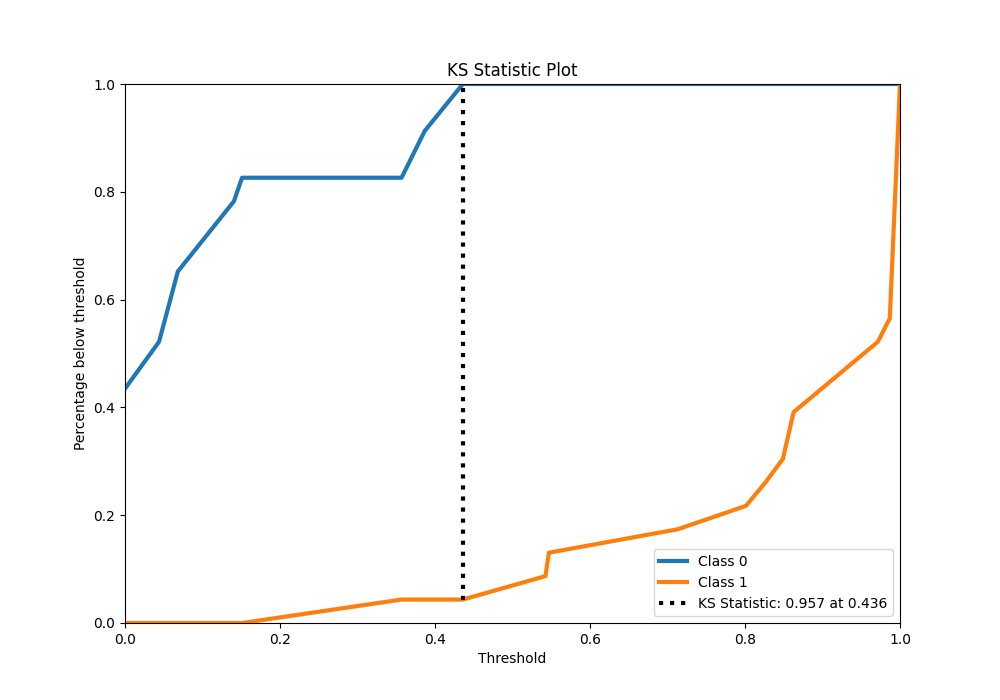 KS Statistic Plot
1.0
0.8
0.6
0.4
0.2
0.0
Percentage below threshold
0.0 0.2 0.4 0.6 0.8 1.0
Threshold
Class 0
Class 1
KS Statistic: 0.957 at 0.436